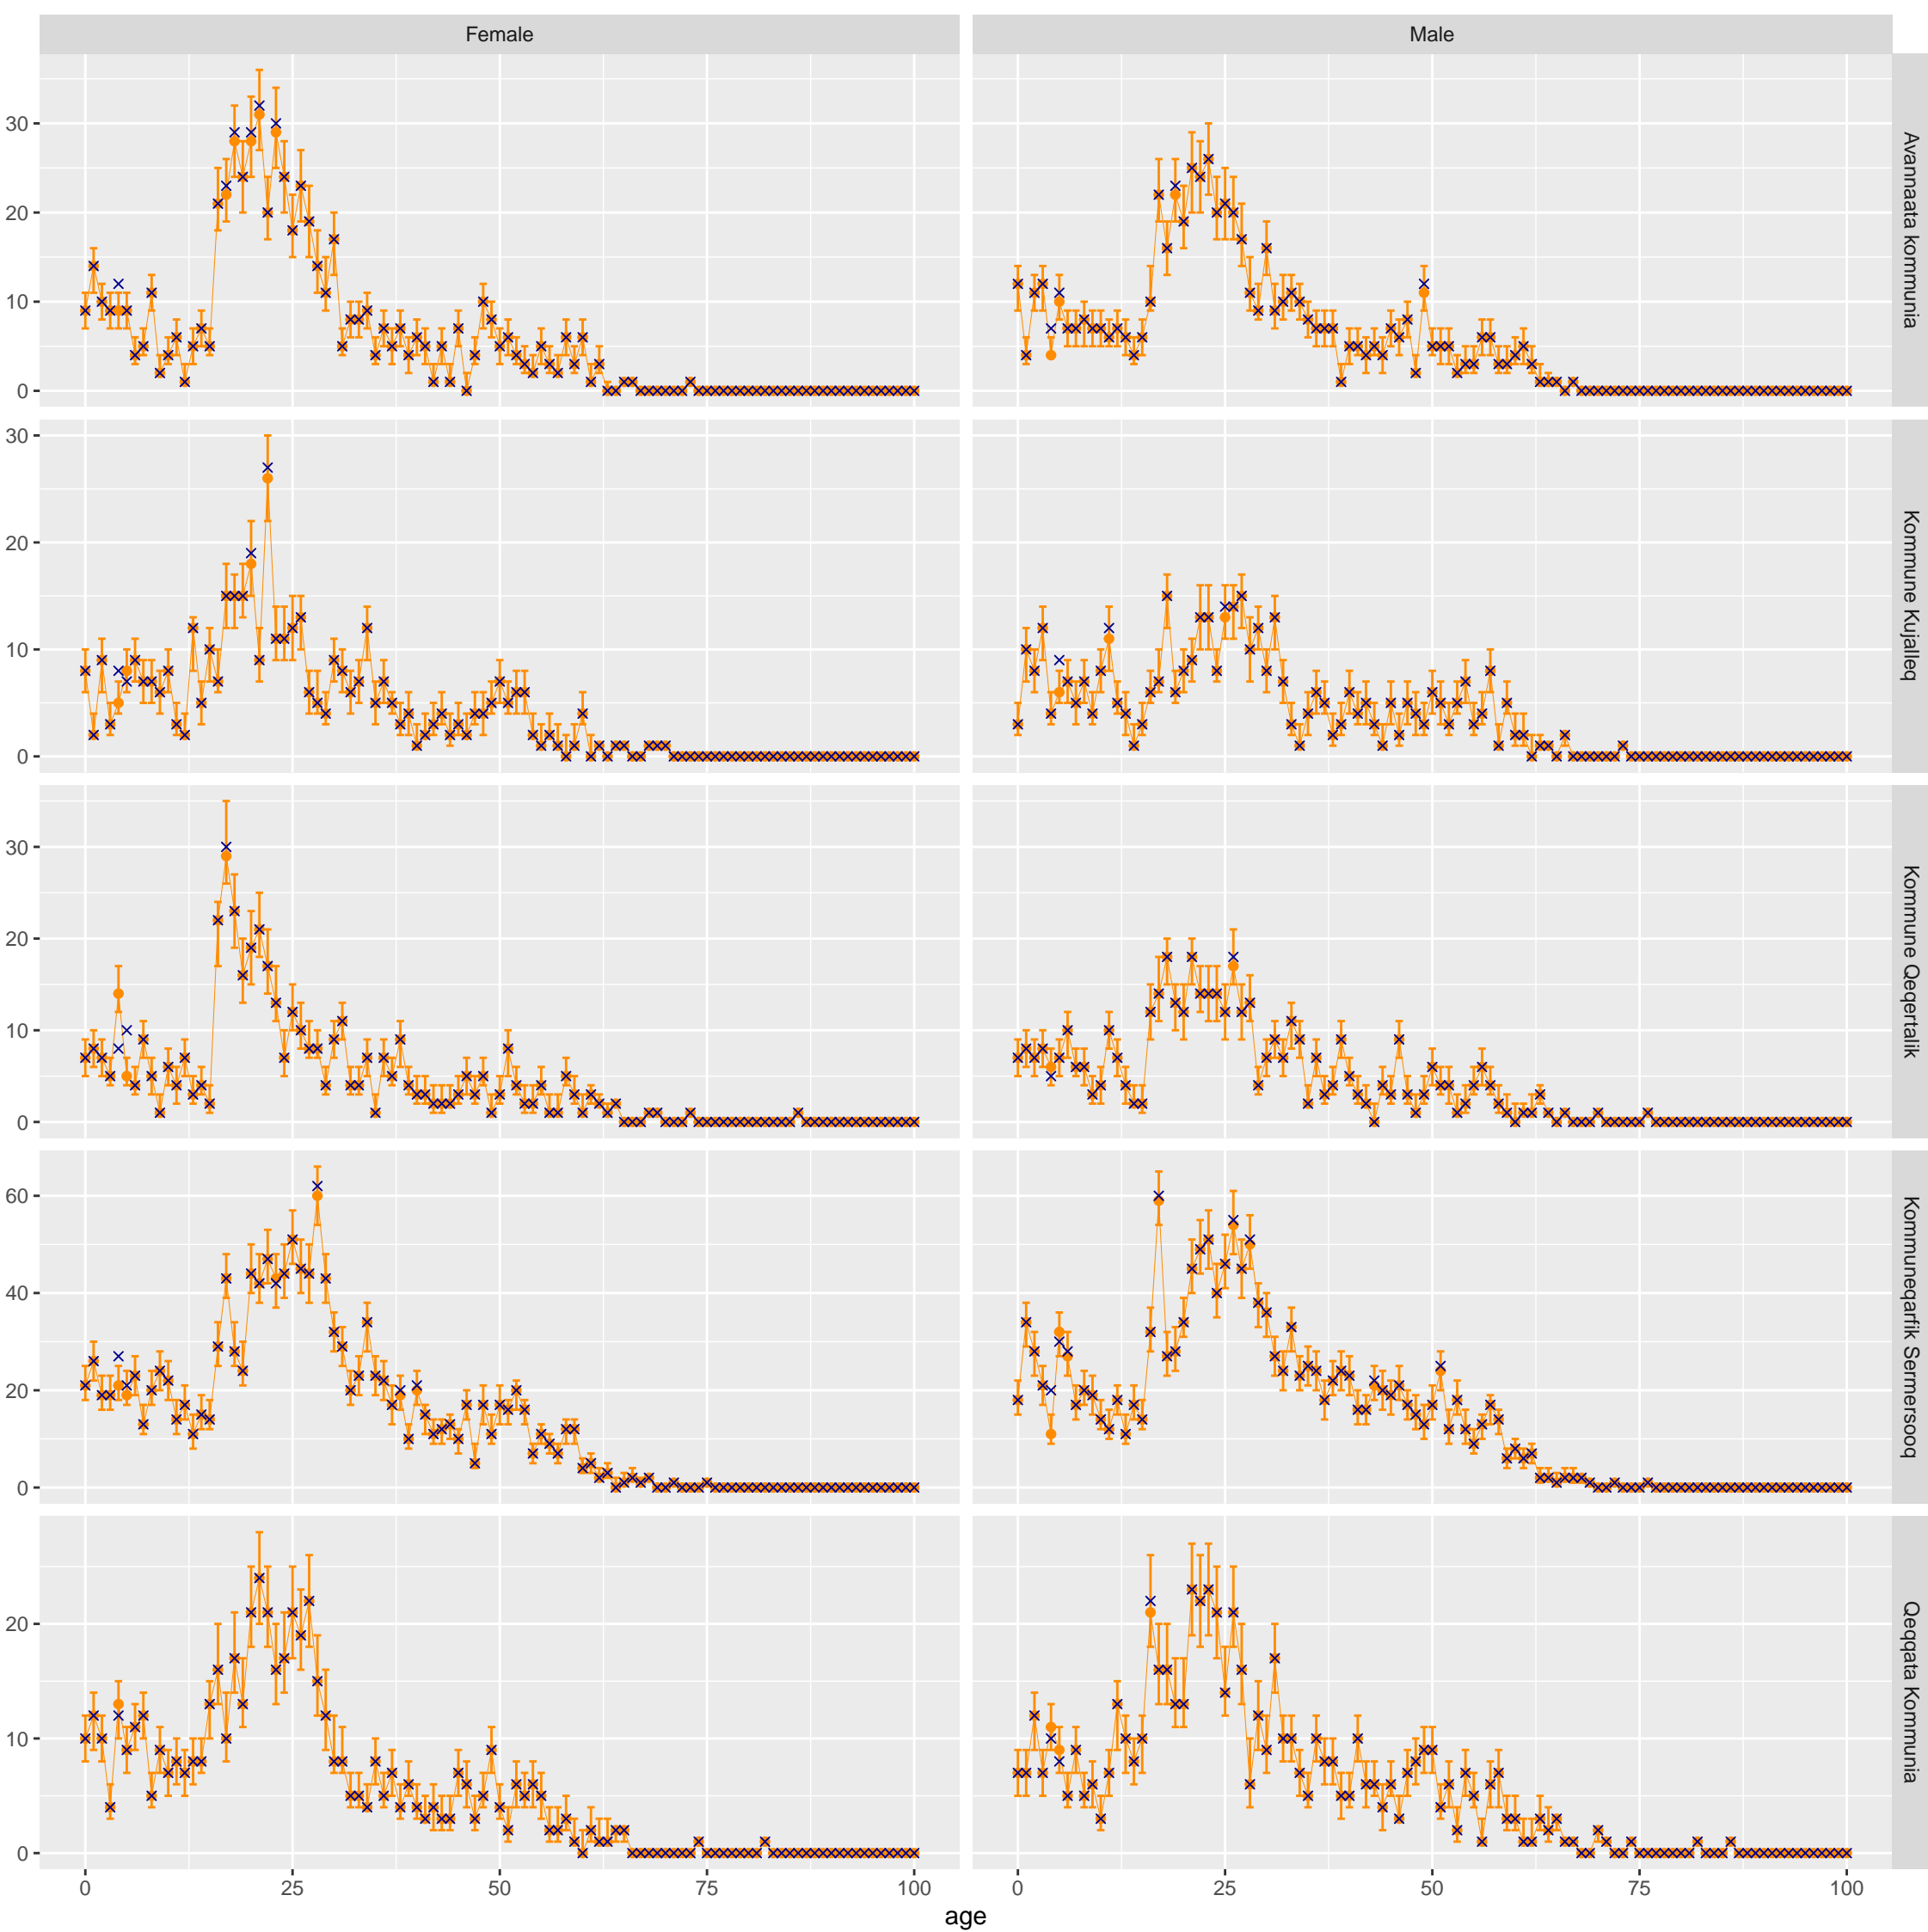 Female
Male
30
20
10
0
Avannaata kommunia
30
20
10
0
Kommune Kujalleq
30
20
10
0
Kommune Qeqertalik
60
40
20
0
Kommuneqarfik Sermersooq
20
10
0
Qeqqata Kommunia
0 25 50 75 100 0 25 50 75 100
age